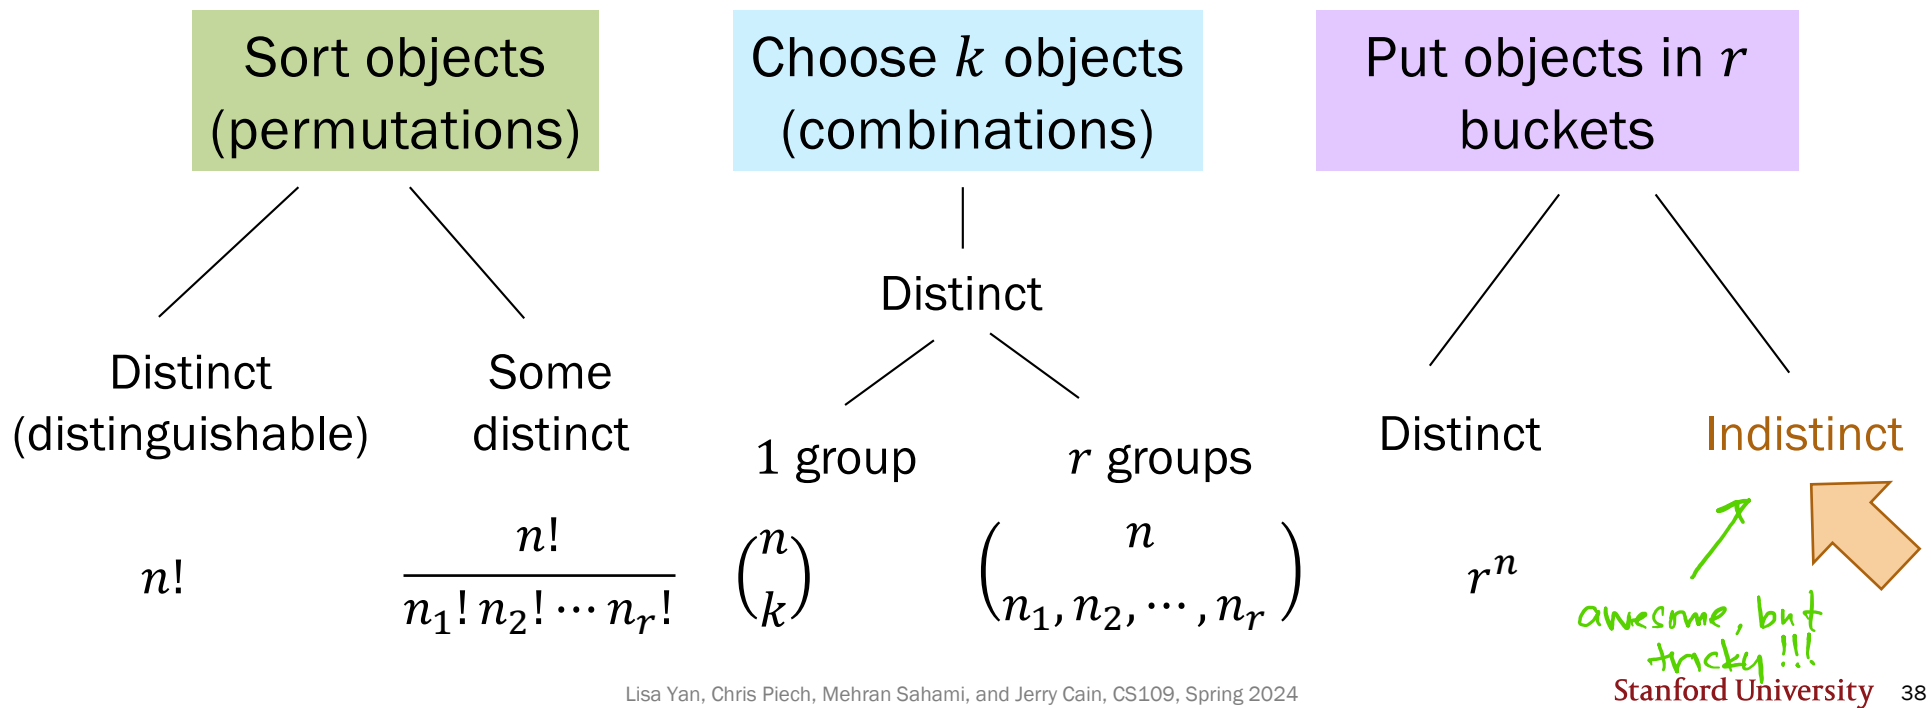 Sort objects
(permutations)
Choose k objects
(combinations)
Put objects in r
buckets
Distinct
Distinct
(distinguishable)
Some
distinct
1 group
r groups
Distinct
Indistinct
n!
n!
n₁! n₂! ⋯ nᵣ!
(n
k)
(n
n₁, n₂, ⋯ , nᵣ)
rⁿ
awesome, but
tricky!!!
Lisa Yan, Chris Piech, Mehran Sahami, and Jerry Cain, CS109, Spring 2024
Stanford University 38